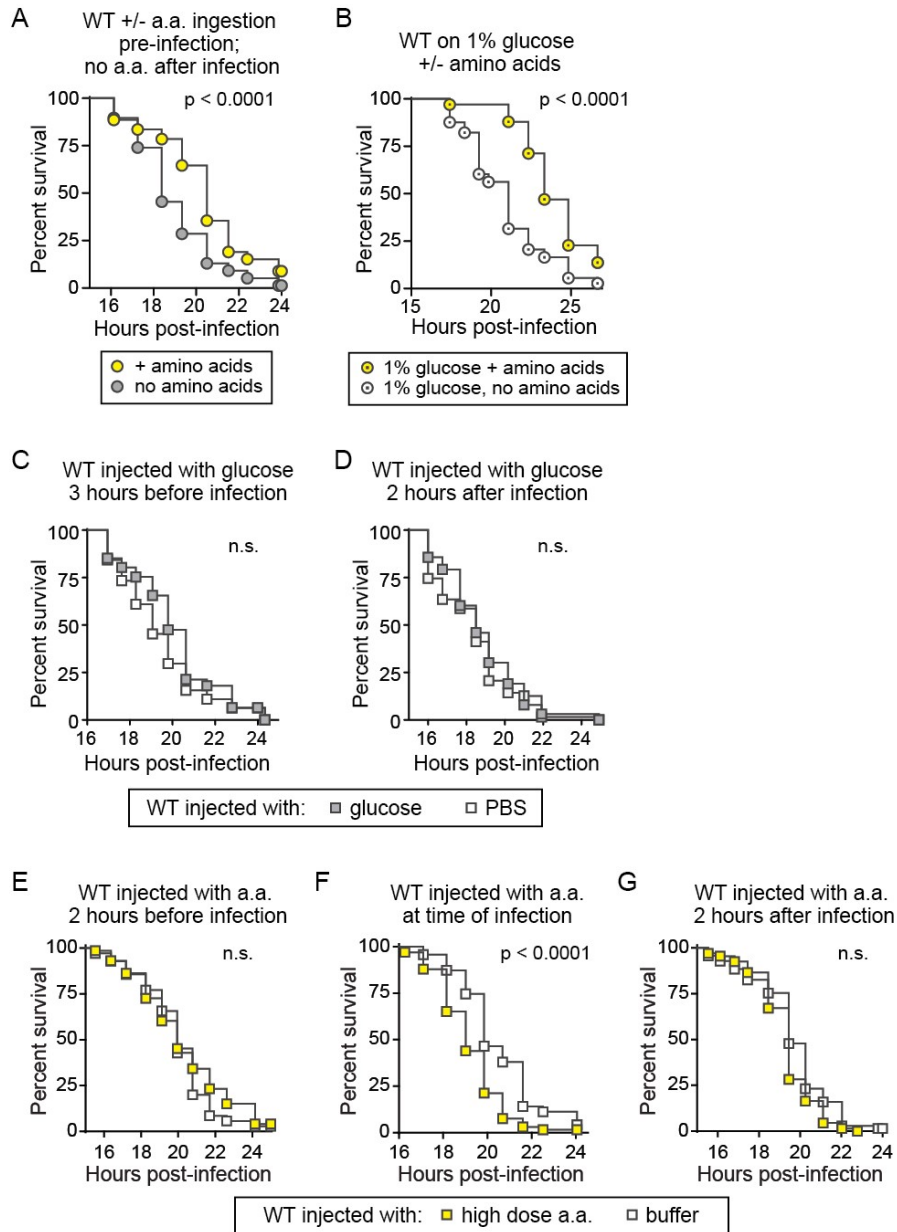 A
WT +/- a.a. ingestion
pre-infection;
no a.a. after infection
p < 0.0001
Percent survival
100
75
50
25
0
16 18 20 22 24
Hours post-infection
+ amino acids
no amino acids
B
WT on 1% glucose
+/- amino acids
p < 0.0001
Percent survival
100
75
50
25
0
15 20 25
Hours post-infection
1% glucose + amino acids
1% glucose, no amino acids
C
WT injected with glucose
3 hours before infection
n.s.
Percent survival
100
75
50
25
0
16 18 20 22 24
Hours post-infection
D
WT injected with glucose
2 hours after infection
n.s.
Percent survival
100
75
50
25
0
16 18 20 22 24
Hours post-infection
WT injected with: glucose PBS
E
WT injected with a.a.
2 hours before infection
n.s.
Percent survival
100
75
50
25
0
16 18 20 22 24
Hours post-infection
F
WT injected with a.a.
at time of infection
p < 0.0001
Percent survival
100
75
50
25
0
16 18 20 22 24
Hours post-infection
G
WT injected with a.a.
2 hours after infection
n.s.
Percent survival
100
75
50
25
0
16 18 20 22 24
Hours post-infection
WT injected with: high dose a.a. buffer